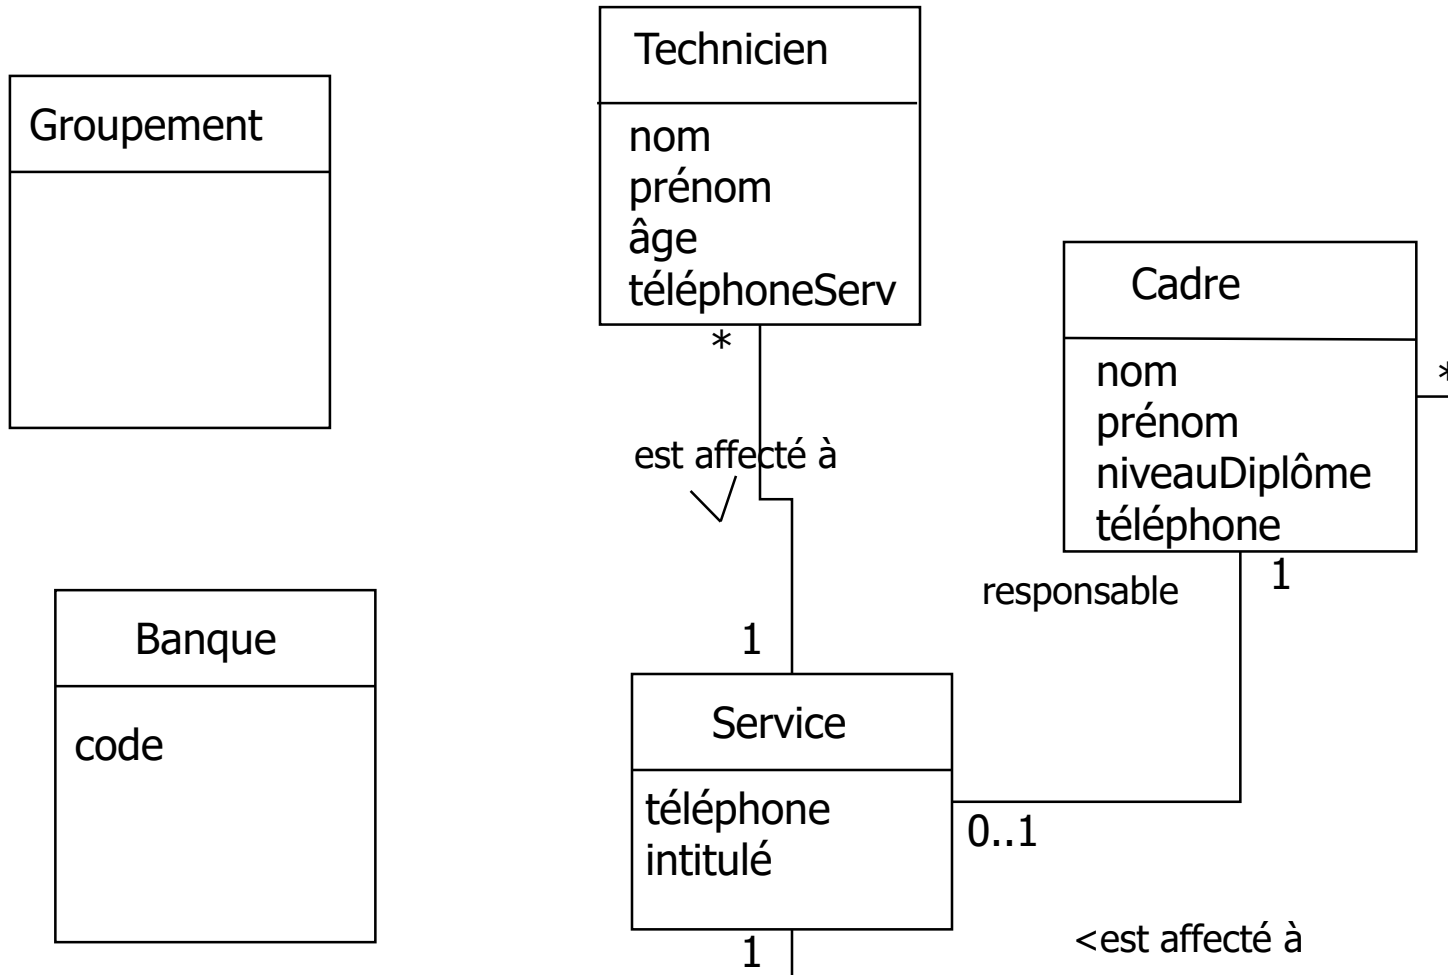 Technicien
nom
prénom
âge
téléphoneServ
*
Groupement
Cadre
nom
prénom
niveauDiplôme
téléphone
*
est affecté à
1
responsable
1
Banque
code
Service
téléphone
intitulé
0..1
1
<est affecté à